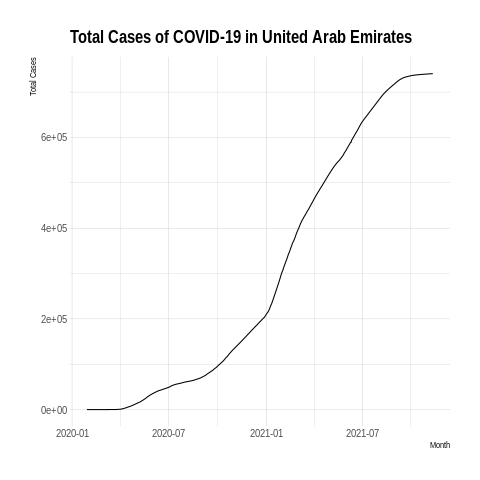 Total Cases of COVID-19 in United Arab Emirates
Total Cases
6e+05
4e+05
2e+05
0e+00
2020-01 2020-07 2021-01 2021-07
Month